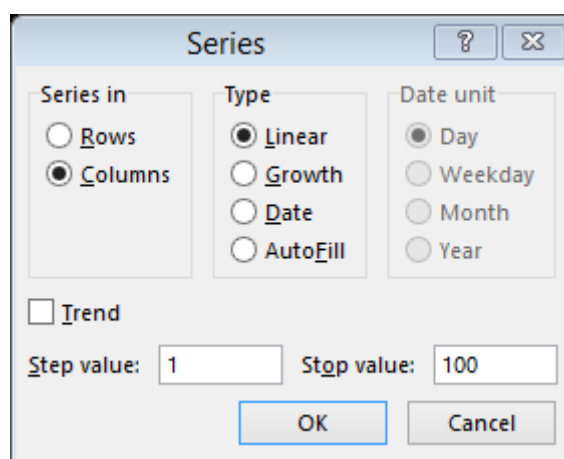 Series
?
Series in
Rows
Columns
Type
Linear
Growth
Date
AutoFill
Date unit
Day
Weekday
Month
Year
Trend
Step value: 1
Stop value: 100
OK
Cancel